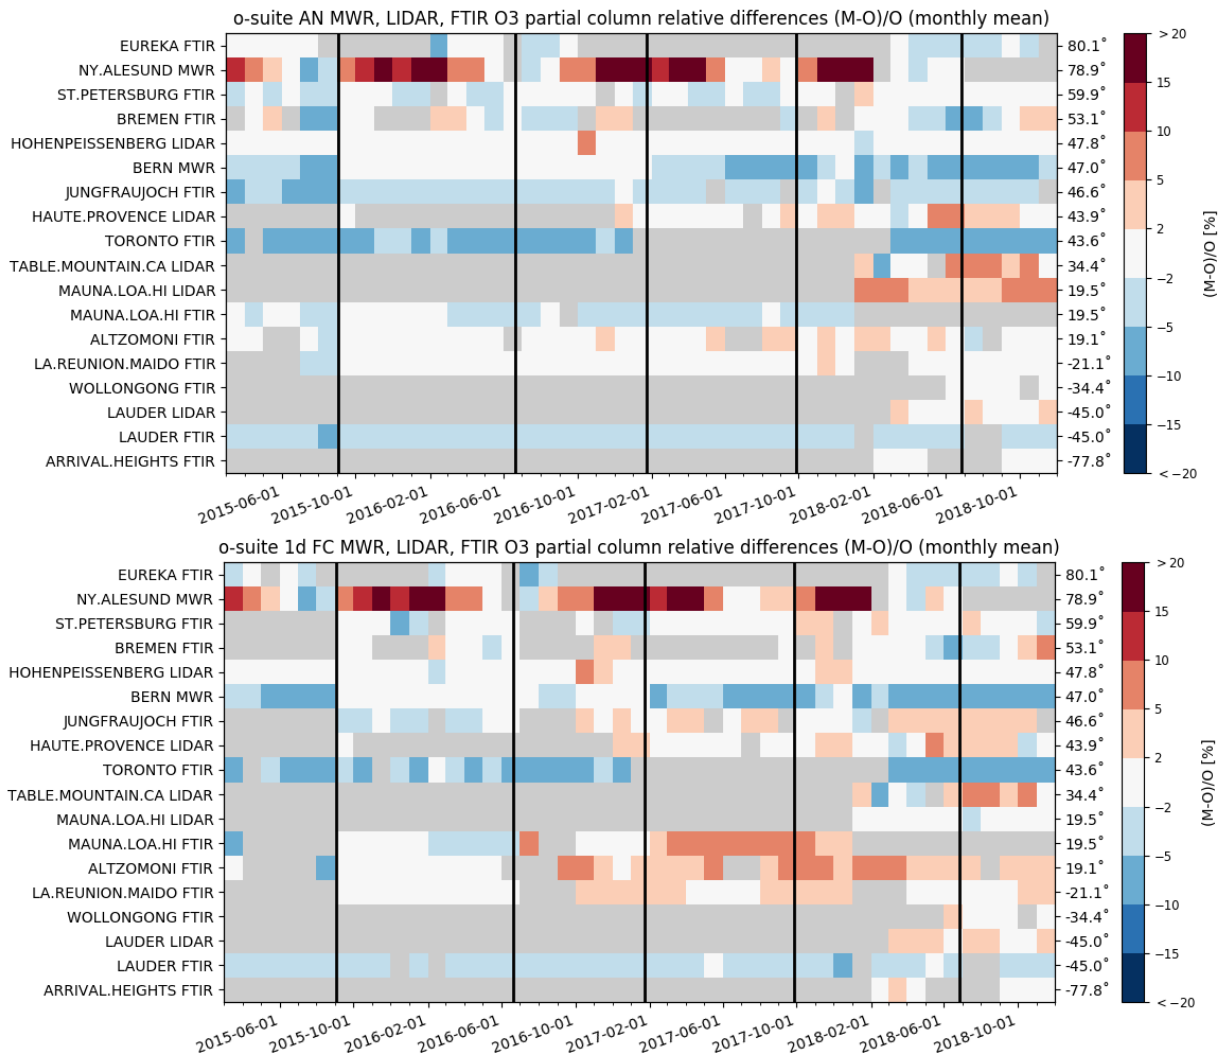 o-suite AN MWR, LIDAR, FTIR O3 partial column relative differences (M-O)/O (monthly mean)
EUREKA FTIR 80.1˚ >20
NY.ALESUND MWR 78.9˚ 15
ST.PETERSBURG FTIR 59.9˚
BREMEN FTIR 53.1˚ 10
HOHENPEISSENBERG LIDAR 47.8˚
BERN MWR 47.0˚ 5
JUNGFRAUJOCH FTIR 46.6˚
HAUTE.PROVENCE LIDAR 43.9˚ 2
TORONTO FTIR 43.6˚
TABLE.MOUNTAIN.CA LIDAR 34.4˚ −2
MAUNA.LOA.HI LIDAR 19.5˚
MAUNA.LOA.HI FTIR 19.5˚ −5
ALTZOMONI FTIR 19.1˚
LA.REUNION.MAIDO FTIR -21.1˚ −10
WOLLONGONG FTIR -34.4˚
LAUDER LIDAR -45.0˚ −15
LAUDER FTIR -45.0˚
ARRIVAL.HEIGHTS FTIR -77.8˚ <−20
(M-O)/O [%]
2015-06-01 2015-10-01 2016-02-01 2016-06-01 2016-10-01 2017-02-01 2017-06-01 2017-10-01 2018-02-01 2018-06-01 2018-10-01
o-suite 1d FC MWR, LIDAR, FTIR O3 partial column relative differences (M-O)/O (monthly mean)
EUREKA FTIR 80.1˚ >20
NY.ALESUND MWR 78.9˚ 15
ST.PETERSBURG FTIR 59.9˚
BREMEN FTIR 53.1˚ 10
HOHENPEISSENBERG LIDAR 47.8˚
BERN MWR 47.0˚ 5
JUNGFRAUJOCH FTIR 46.6˚
HAUTE.PROVENCE LIDAR 43.9˚ 2
TORONTO FTIR 43.6˚
TABLE.MOUNTAIN.CA LIDAR 34.4˚ −2
MAUNA.LOA.HI LIDAR 19.5˚
MAUNA.LOA.HI FTIR 19.5˚ −5
ALTZOMONI FTIR 19.1˚
LA.REUNION.MAIDO FTIR -21.1˚ −10
WOLLONGONG FTIR -34.4˚
LAUDER LIDAR -45.0˚ −15
LAUDER FTIR -45.0˚
ARRIVAL.HEIGHTS FTIR -77.8˚ <−20
(M-O)/O [%]
2015-06-01 2015-10-01 2016-02-01 2016-06-01 2016-10-01 2017-02-01 2017-06-01 2017-10-01 2018-02-01 2018-06-01 2018-10-01